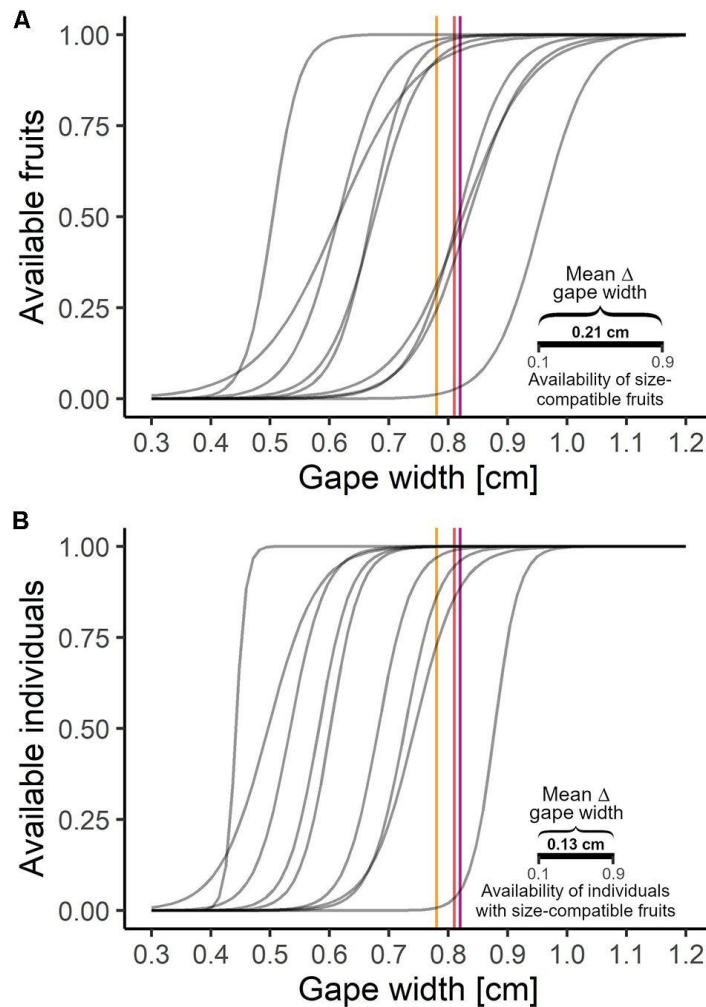 A
1.00
0.75
0.50
0.25
0.00
Available fruits
Mean Δ
gape width
0.21 cm
0.1 0.9
Availability of size-
compatible fruits
0.3 0.4 0.5 0.6 0.7 0.8 0.9 1.0 1.1 1.2
Gape width [cm]
B
1.00
0.75
0.50
0.25
0.00
Available individuals
Mean Δ
gape width
0.13 cm
0.1 0.9
Availability of individuals
with size-compatible fruits
0.3 0.4 0.5 0.6 0.7 0.8 0.9 1.0 1.1 1.2
Gape width [cm]